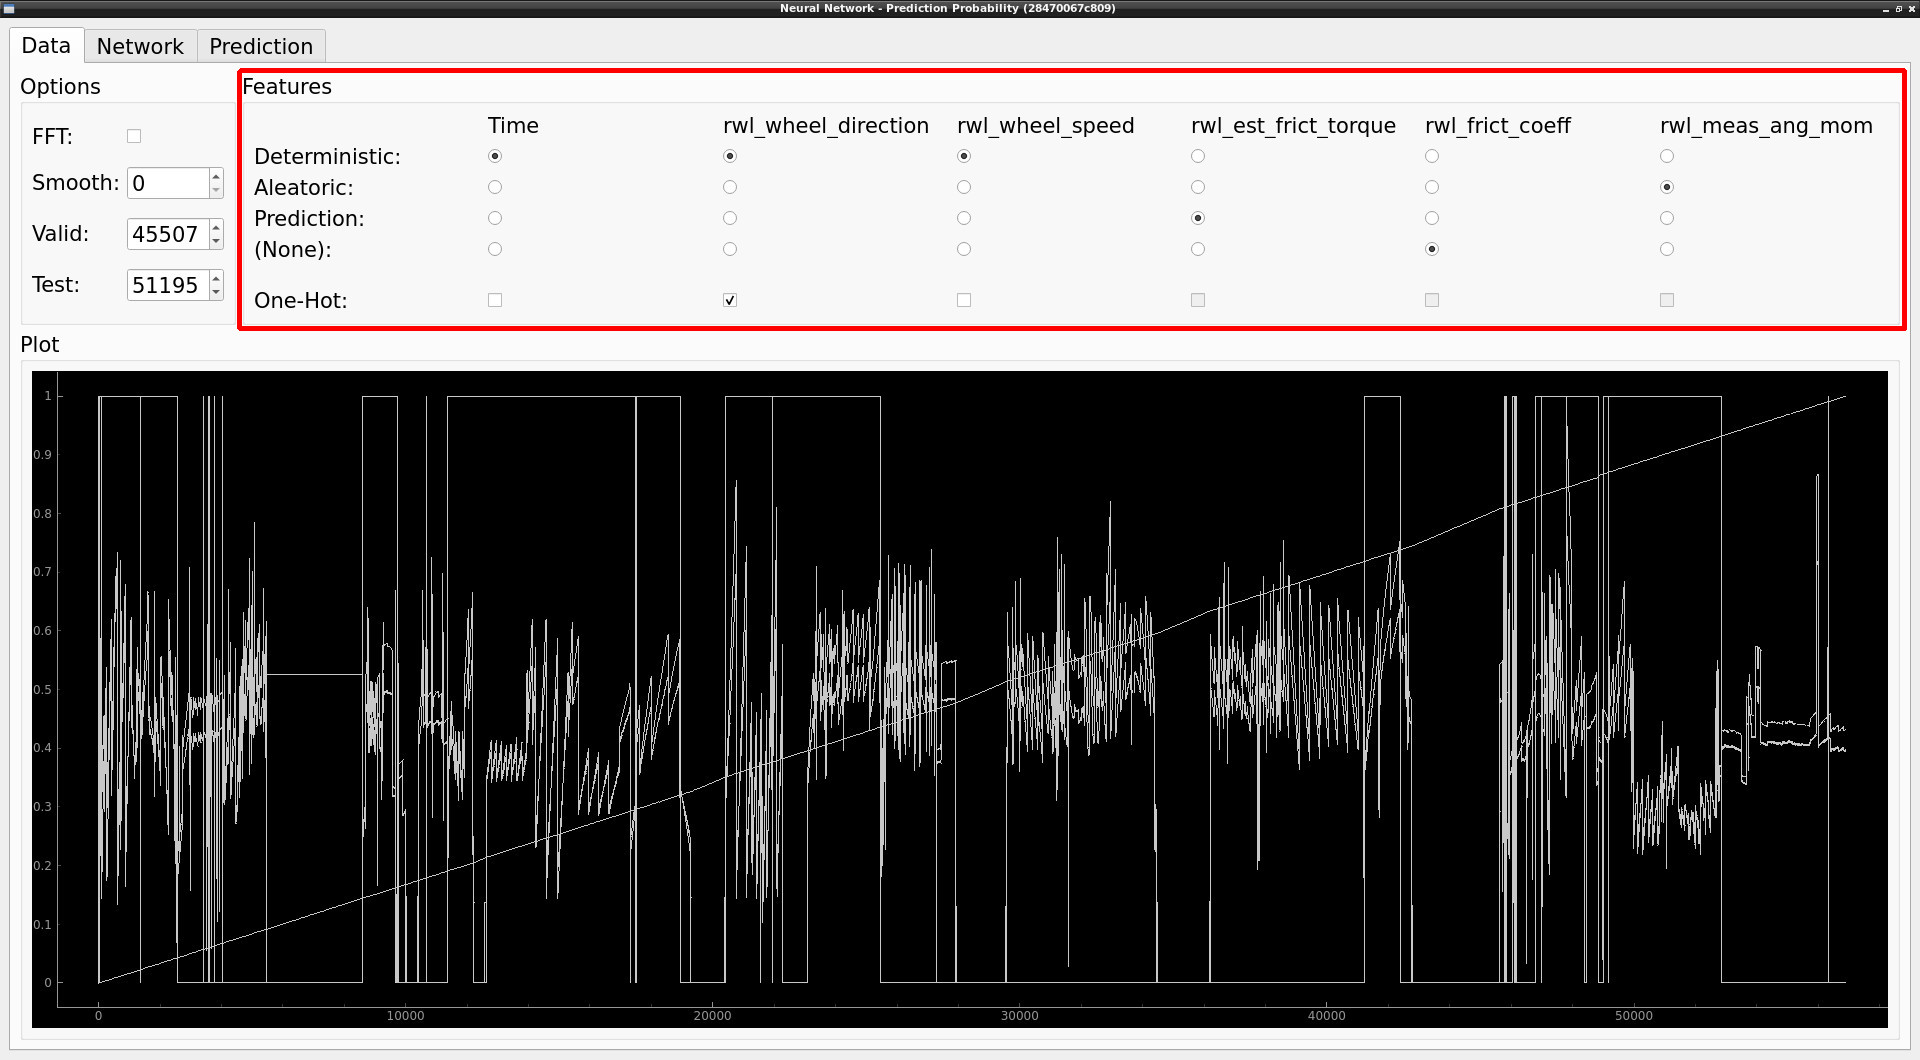 Neural Network - Prediction Probability (28470067c809)
Data Network Prediction
Options
FFT:
Smooth: 0
Valid: 45507
Test: 51195
Features
Time rwl_wheel_direction rwl_wheel_speed rwl_est_frict_torque rwl_frict_coeff rwl_meas_ang_mom
Deterministic:
Aleatoric:
Prediction:
(None):
One-Hot:
Plot
1
0.9
0.8
0.7
0.6
0.5
0.4
0.3
0.2
0.1
0
0 10000 20000 30000 40000 50000